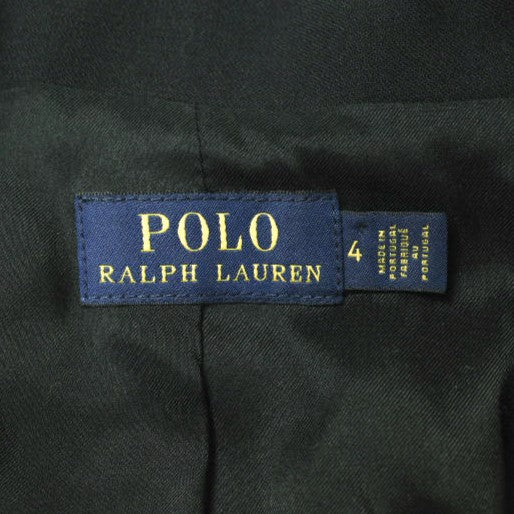 POLO
RALPH LAUREN
4
MADE IN
PORTUGAL
FABRIQUÉ
AU
PORTUGAL